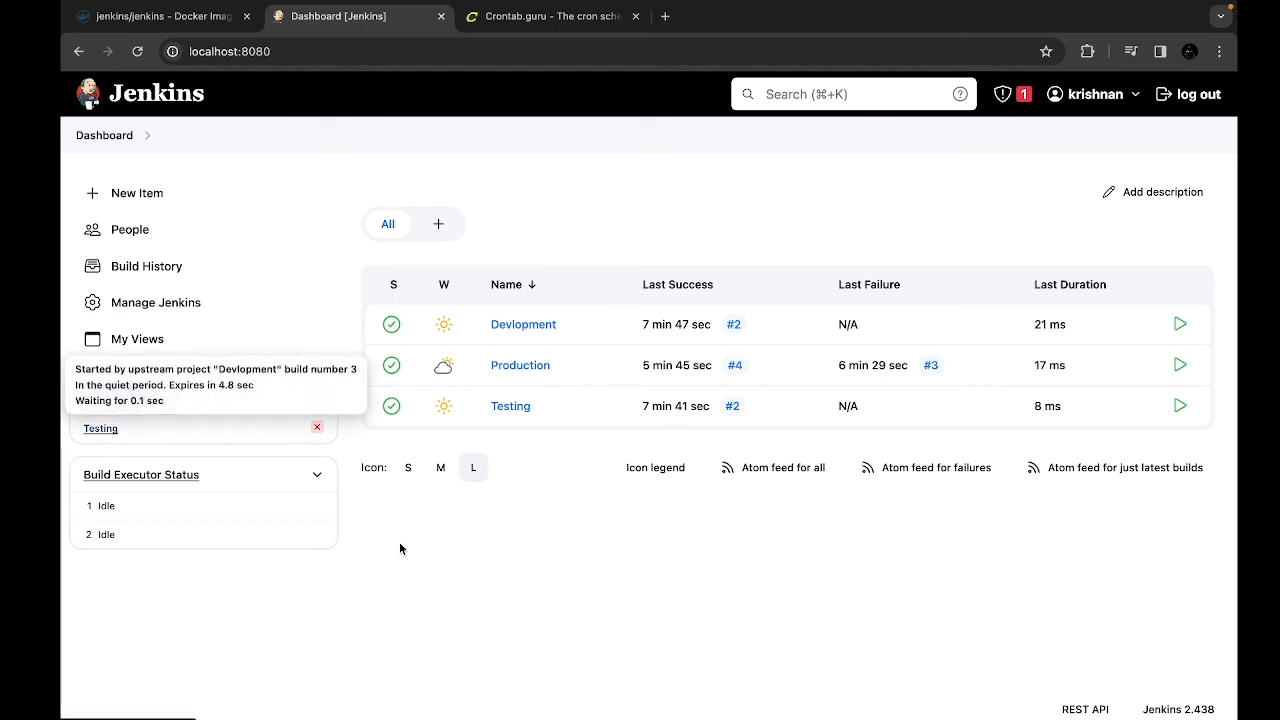 jenkins/jenkins - Docker Imag
Dashboard [Jenkins]
Crontab.guru - The cron sche
localhost:8080
Jenkins
Search (⌘+K)
1
krishnan
log out
Dashboard
New Item
People
Build History
Manage Jenkins
My Views
Started by upstream project "Devlopment" build number 3
In the quiet period. Expires in 4.8 sec
Waiting for 0.1 sec
Testing
Build Executor Status
1 Idle
2 Idle
Add description
All +
S W Name ↓ Last Success Last Failure Last Duration
Devlopment 7 min 47 sec #2 N/A 21 ms
Production 5 min 45 sec #4 6 min 29 sec #3 17 ms
Testing 7 min 41 sec #2 N/A 8 ms
Icon: S M L
Icon legend
Atom feed for all
Atom feed for failures
Atom feed for just latest builds
REST API
Jenkins 2.438